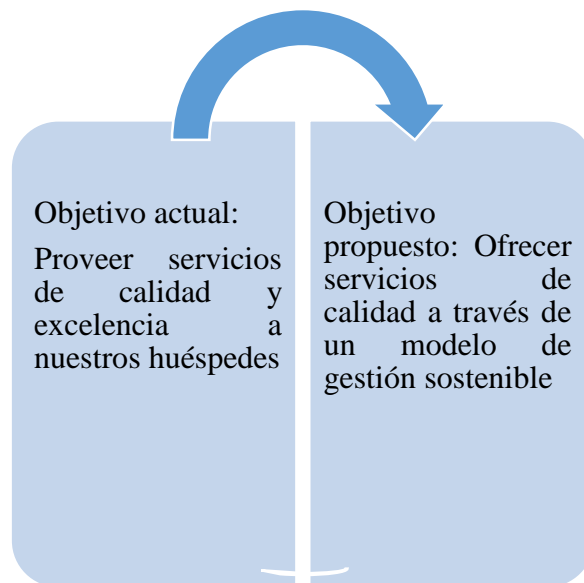 Objetivo actual:
Proveer servicios
de calidad y
excelencia a
nuestros huéspedes
Objetivo
propuesto: Ofrecer
servicios de
calidad a través de
un modelo de
gestión sostenible